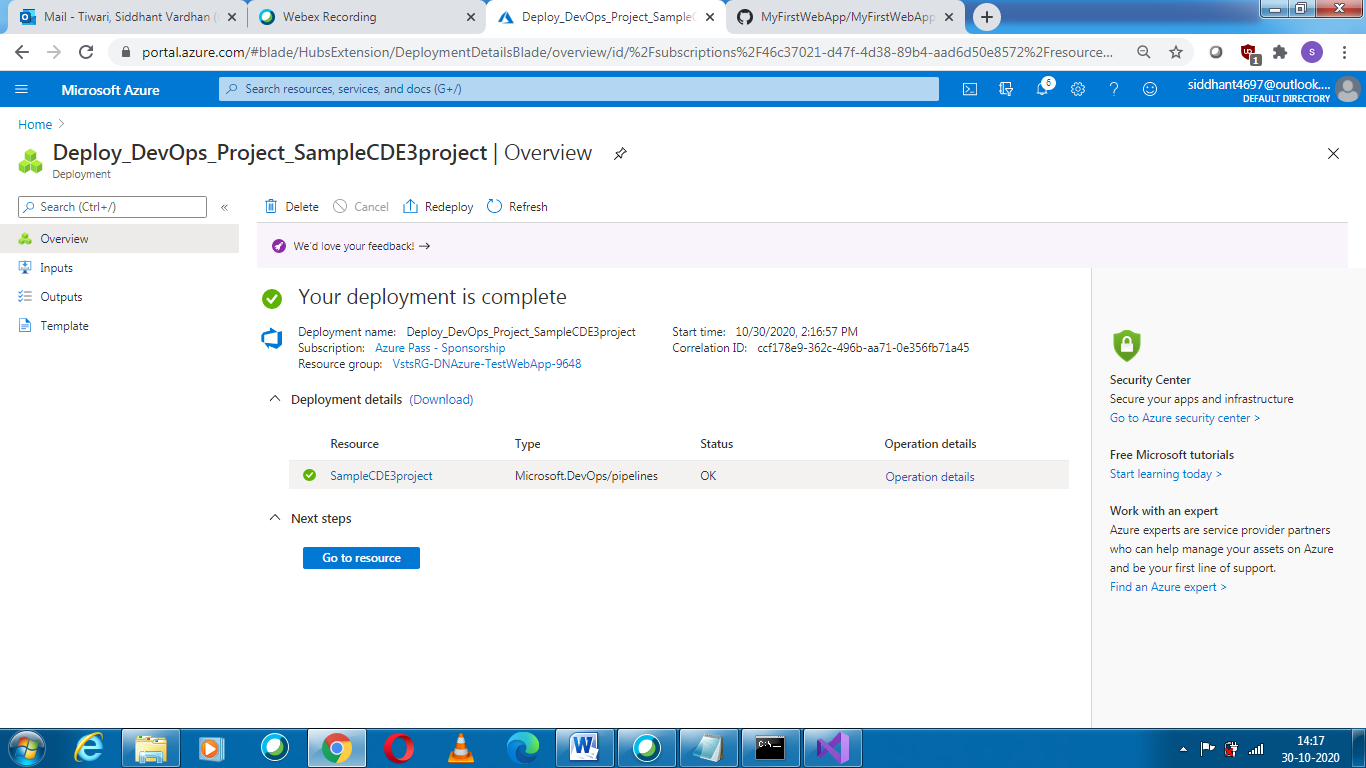 Mail - Tiwari, Siddhant Vardhan (
Webex Recording
Deploy_DevOps_Project_SampleC
MyFirstWebApp/MyFirstWebApp
portal.azure.com/#blade/HubsExtension/DeploymentDetailsBlade/overview/id/%2Fsubscriptions%2F46c37021-d47f-4d38-89b4-aad6d50e8572%2Fresource...
S
1
Microsoft Azure
Search resources, services, and docs (G+/)
6
siddhant4697@outlook....
DEFAULT DIRECTORY
Home >
Deploy_DevOps_Project_SampleCDE3project | Overview
Deployment
Search (Ctrl+/)
«
Delete
Cancel
Redeploy
Refresh
Overview
Inputs
Outputs
Template
We'd love your feedback! →
Your deployment is complete
Deployment name: Deploy_DevOps_Project_SampleCDE3project
Subscription: Azure Pass - Sponsorship
Resource group: VstsRG-DNAzure-TestWebApp-9648
Start time: 10/30/2020, 2:16:57 PM
Correlation ID: ccf178e9-362c-496b-aa71-0e356fb71a45
Deployment details (Download)
Resource Type Status Operation details
SampleCDE3project Microsoft.DevOps/pipelines OK Operation details
Next steps
Go to resource
Security Center
Secure your apps and infrastructure
Go to Azure security center >
Free Microsoft tutorials
Start learning today >
Work with an expert
Azure experts are service provider partners
who can help manage your assets on Azure
and be your first line of support.
Find an Azure expert >
14:17
30-10-2020